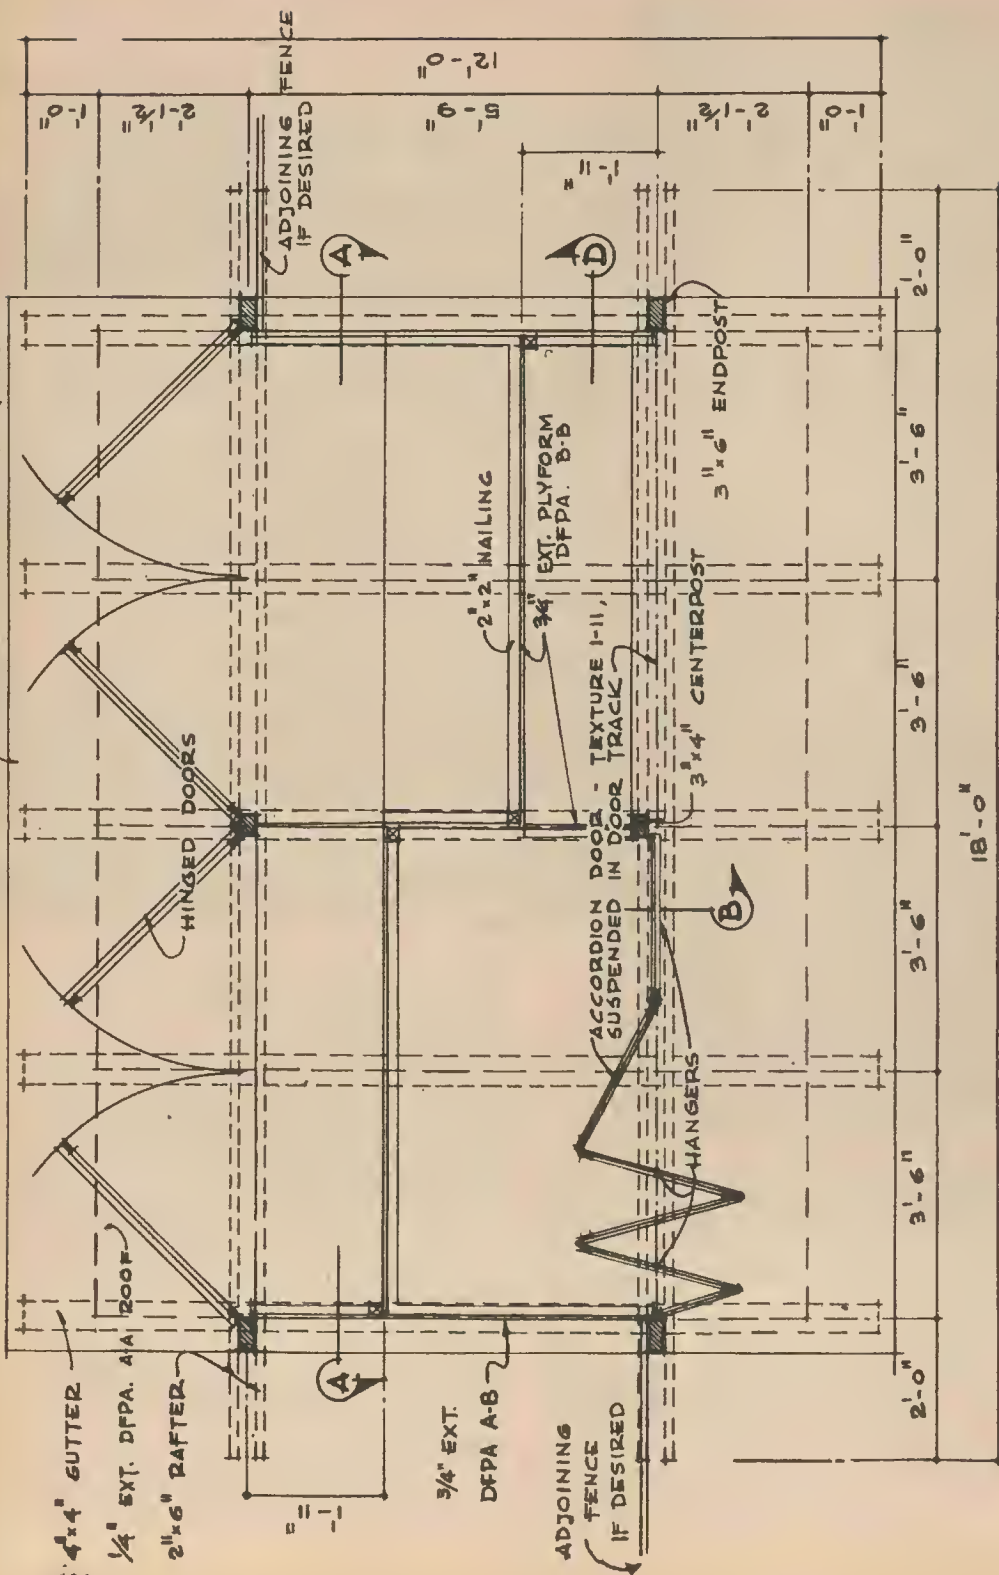 4"x4" GUTTER
1/4" EXT. DFPA. A-A ROOF
2"x6" RAFTER
HINGED DOORS
ADJOINING FENCE
IF DESIRED
1'-0"
2'-1 1/2"
5'-9"
2'-1 1/2"
1'-0"
12'-0"
1'-11"
A
D
2"x2" NAILING
3/4" EXT. PLYFORM
DFPA. B-B
ACCORDION DOOR - TEXTURE 1-11,
SUSPENDED IN DOOR TRACK
3"x6" ENDPOST
3"x4" CENTERPOST
B
HANGERS
A
1'-11"
3/4" EXT.
DFPA A-B
ADJOINING
FENCE
IF DESIRED
2'-0"
3'-6"
3'-6"
3'-6"
3'-6"
2'-0"
18'-0"